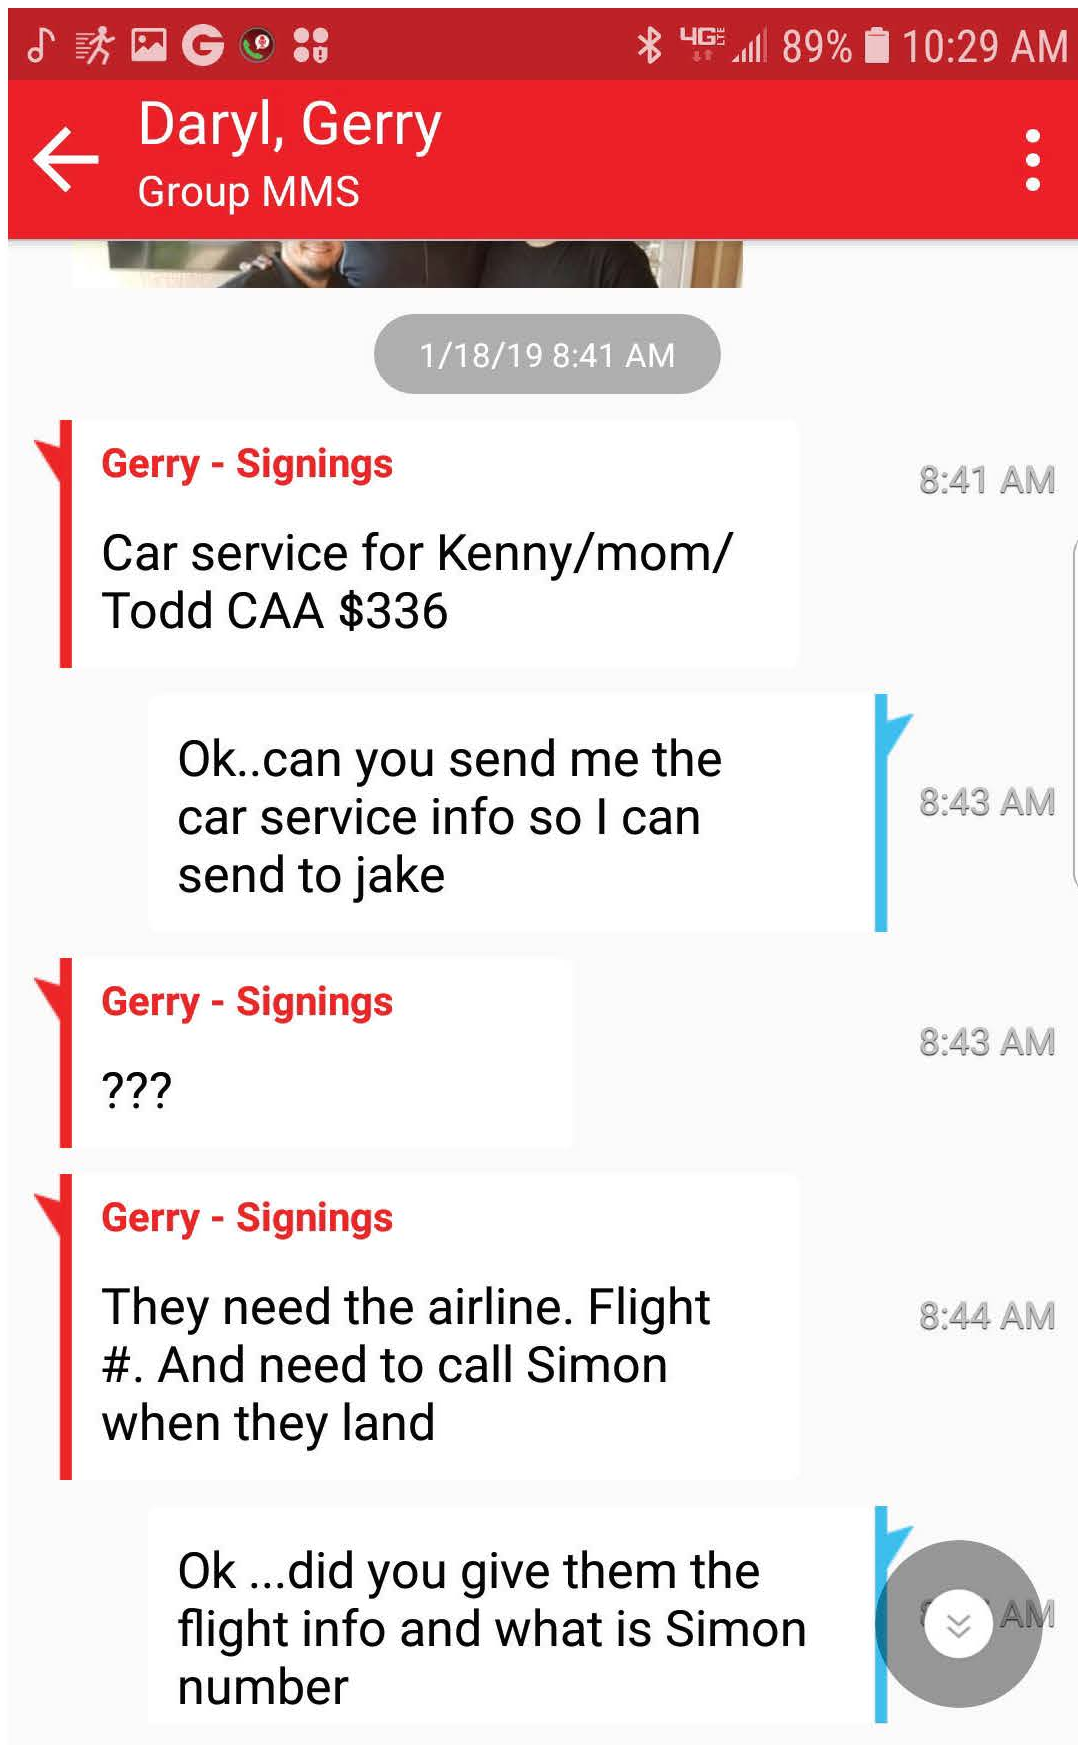 89% 10:29 AM
Daryl, Gerry
Group MMS
1/18/19 8:41 AM
Gerry - Signings
8:41 AM
Car service for Kenny/mom/
Todd CAA $336
Ok..can you send me the
car service info so I can
send to jake
8:43 AM
Gerry - Signings
8:43 AM
???
Gerry - Signings
They need the airline. Flight
#. And need to call Simon
when they land
8:44 AM
Ok ...did you give them the
flight info and what is Simon
number
AM